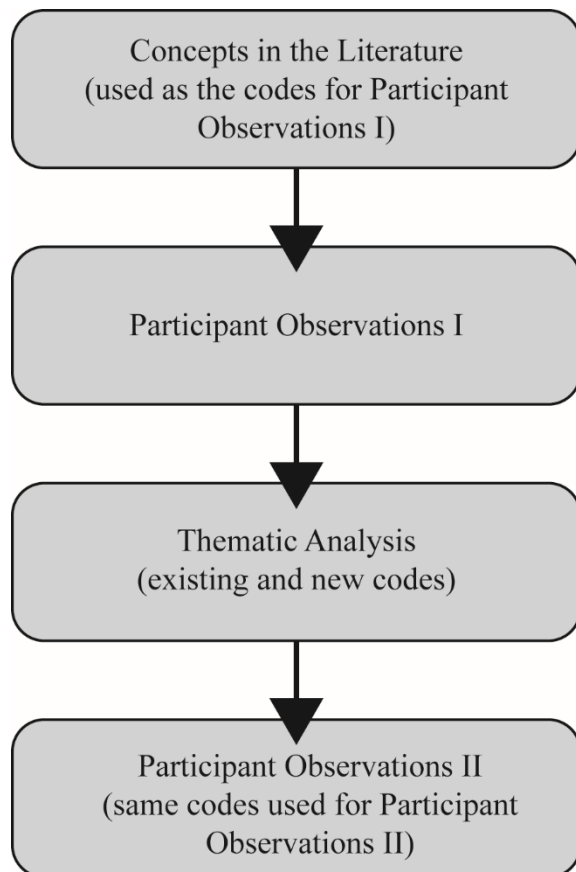 Concepts in the Literature
(used as the codes for Participant
Observations I)
Participant Observations I
Thematic Analysis
(existing and new codes)
Participant Observations II
(same codes used for Participant
Observations II)